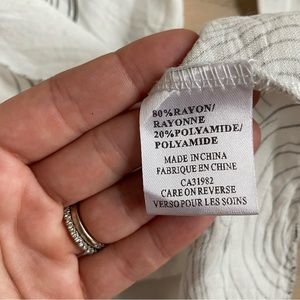 80%RAYON/
RAYONNE
20%POLYAMIDE/
POLYAMIDE
MADE IN CHINA
FABRIQUE EN CHINE
CA31982
CARE ON REVERSE
VERSO POUR LES SOINS